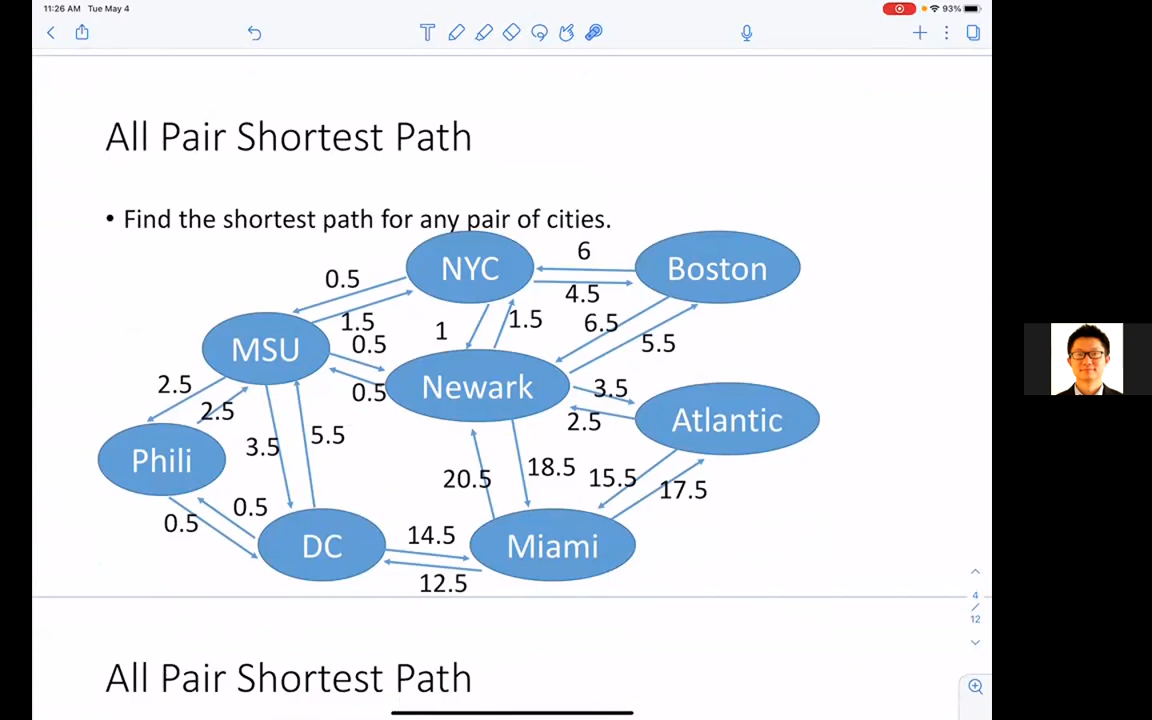 11:26 AM Tue May 4
93%
All Pair Shortest Path
• Find the shortest path for any pair of cities.
NYC
6
Boston
0.5
4.5
1.5
1
1.5
6.5
MSU
0.5
5.5
2.5
0.5
Newark
3.5
2.5
Atlantic
2.5
3.5
5.5
Phili
20.5
18.5
15.5
17.5
0.5
0.5
DC
14.5
Miami
12.5
4
/
12
All Pair Shortest Path